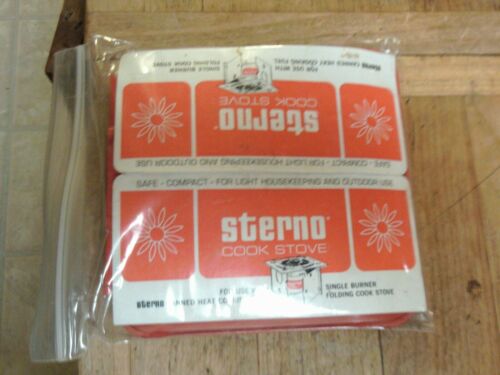 sterno CANNED HEAT COOKING FUEL
FOR USE WITH
SINGLE BURNER
FOLDING COOK STOVE
sterno
COOK STOVE
SAFE - COMPACT - FOR LIGHT HOUSEKEEPING AND OUTDOOR USE
SAFE - COMPACT - FOR LIGHT HOUSEKEEPING AND OUTDOOR USE
sterno
COOK STOVE
FOR USE
SINGLE BURNER
sterno HEAT
FOLDING COOK STOVE